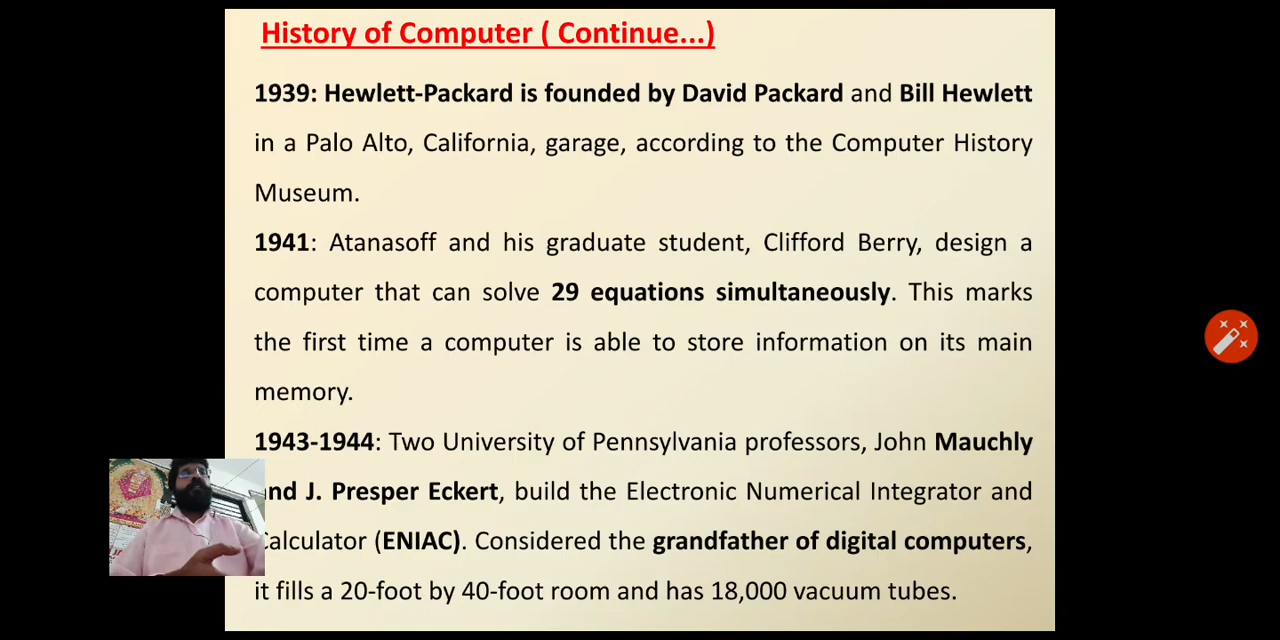 History of Computer ( Continue...)
1939: Hewlett-Packard is founded by David Packard and Bill Hewlett
in a Palo Alto, California, garage, according to the Computer History
Museum.
1941: Atanasoff and his graduate student, Clifford Berry, design a
computer that can solve 29 equations simultaneously. This marks
the first time a computer is able to store information on its main
memory.
1943-1944: Two University of Pennsylvania professors, John Mauchly
and J. Presper Eckert, build the Electronic Numerical Integrator and
Calculator (ENIAC). Considered the grandfather of digital computers,
it fills a 20-foot by 40-foot room and has 18,000 vacuum tubes.